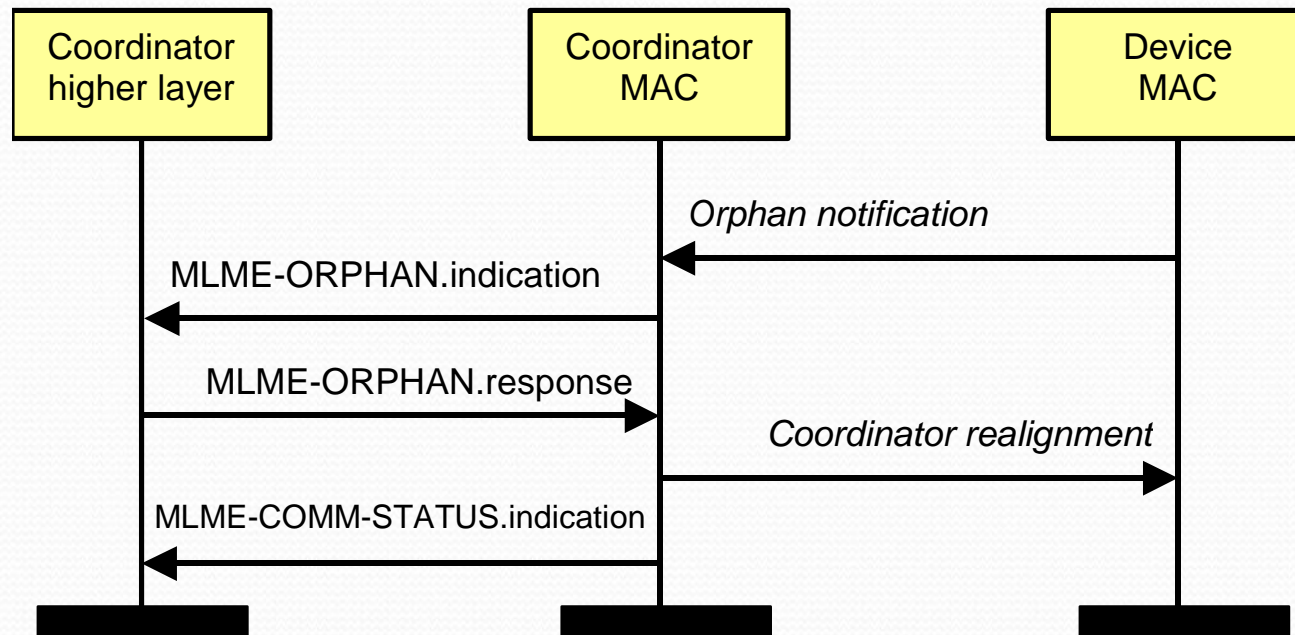 Coordinator
higher layer
Coordinator
MAC
Device
MAC
Orphan notification
MLME-ORPHAN.indication
MLME-ORPHAN.response
Coordinator realignment
MLME-COMM-STATUS.indication